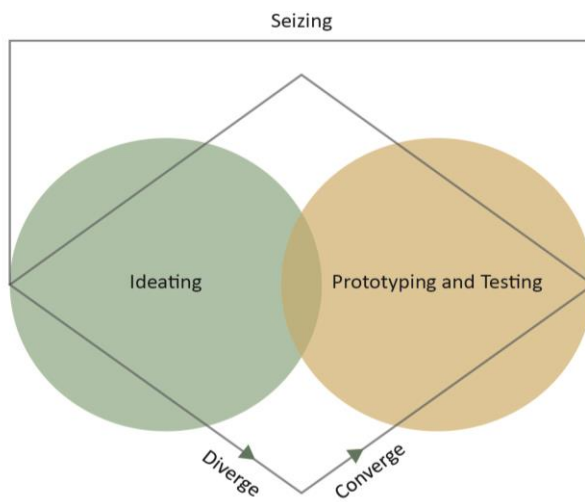 Seizing
Ideating
Prototyping and Testing
Diverge
Converge